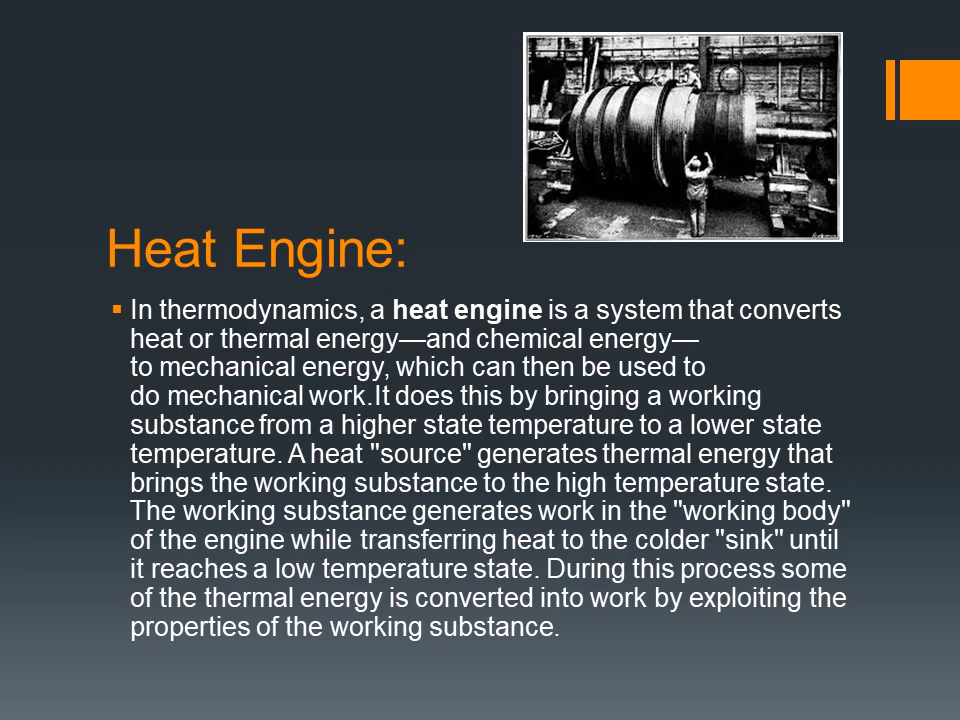 Heat Engine:
In thermodynamics, a heat engine is a system that converts
heat or thermal energy—and chemical energy—
to mechanical energy, which can then be used to
do mechanical work.It does this by bringing a working
substance from a higher state temperature to a lower state
temperature. A heat "source" generates thermal energy that
brings the working substance to the high temperature state.
The working substance generates work in the "working body"
of the engine while transferring heat to the colder "sink" until
it reaches a low temperature state. During this process some
of the thermal energy is converted into work by exploiting the
properties of the working substance.